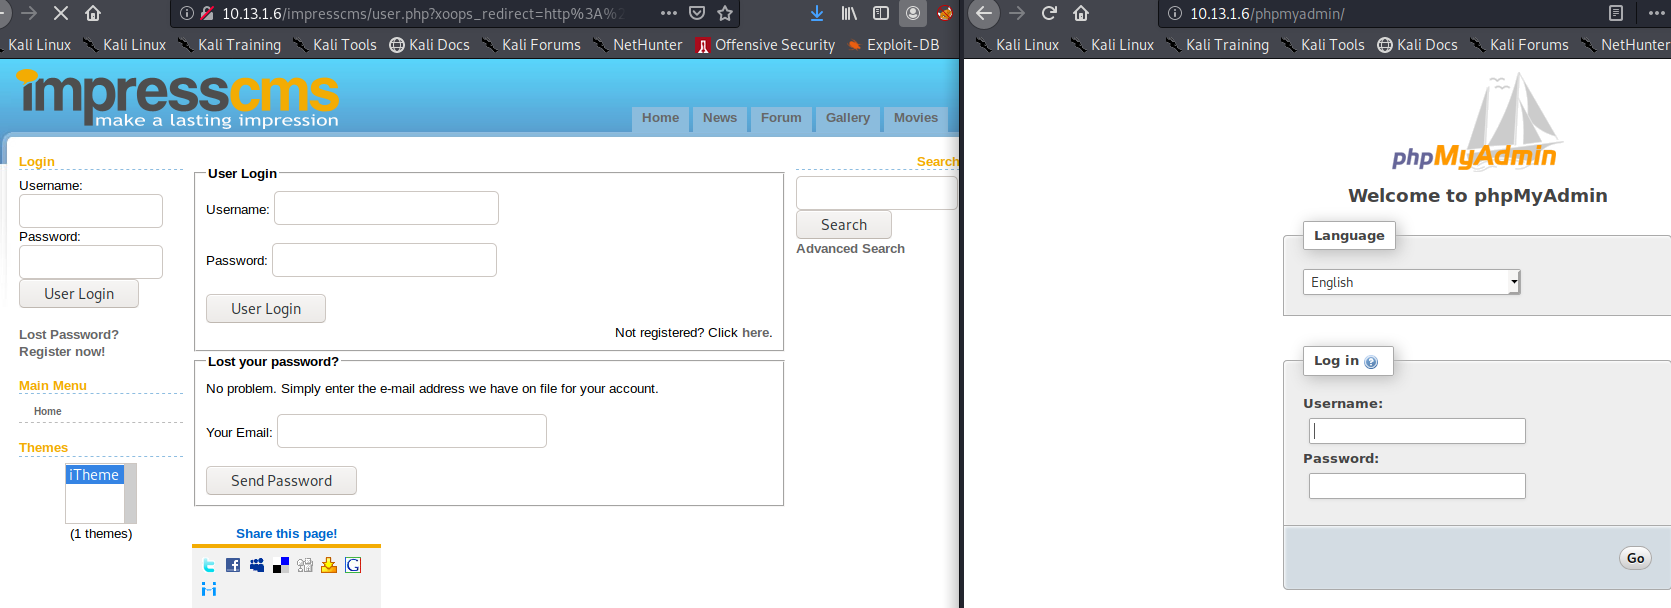 10.13.1.6/impresscms/user.php?xoops_redirect=http%3A%2
Kali Linux Kali Linux Kali Training Kali Tools Kali Docs Kali Forums NetHunter Offensive Security Exploit-DB
impresscms
make a lasting impression
Home News Forum Gallery Movies
Login
Username:
Password:
User Login
Lost Password?
Register now!
Main Menu
Home
Themes
iTheme
(1 themes)
User Login
Username:
Password:
User Login
Not registered? Click here.
Lost your password?
No problem. Simply enter the e-mail address we have on file for your account.
Your Email:
Send Password
Share this page!
Search
Search
Advanced Search
10.13.1.6/phpmyadmin/
Kali Linux Kali Linux Kali Training Kali Tools Kali Docs Kali Forums NetHunter
phpMyAdmin
Welcome to phpMyAdmin
Language
English
Log in
Username:
Password:
Go